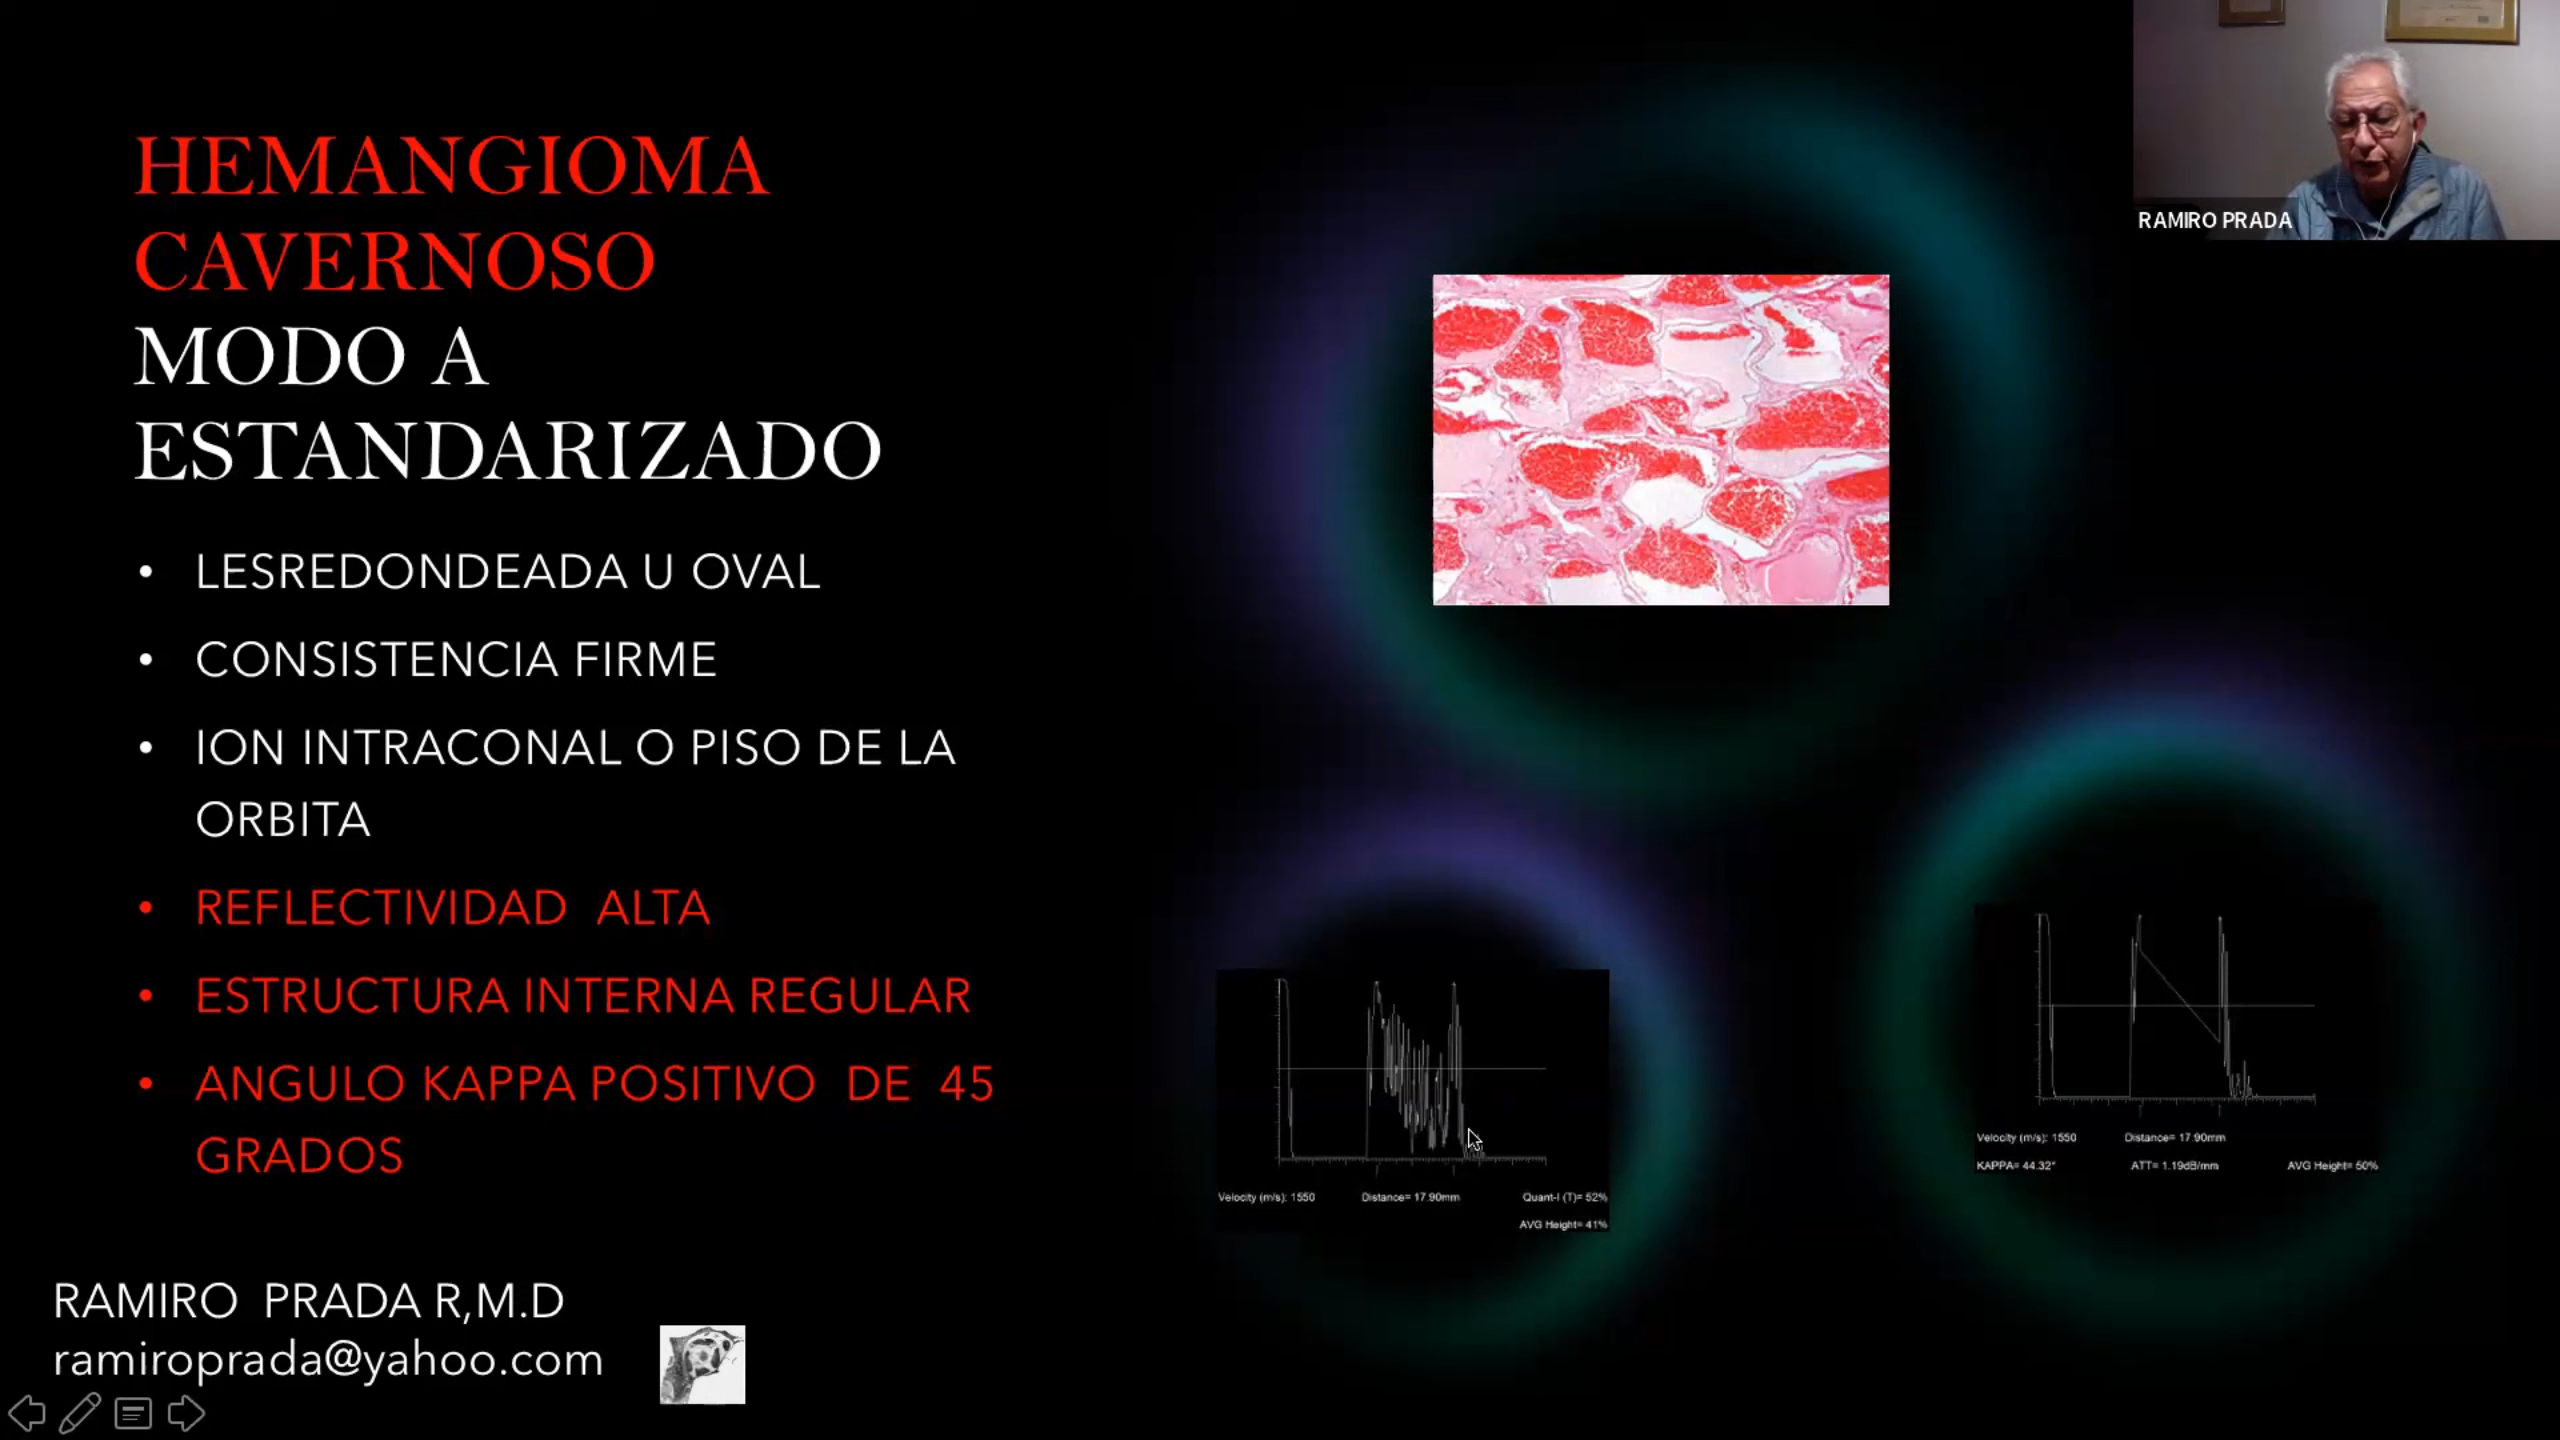 HEMANGIOMA
CAVERNOSO
MODO A
ESTANDARIZADO
• LESREDONDEADA U OVAL
• CONSISTENCIA FIRME
• ION INTRACONAL O PISO DE LA
ORBITA
• REFLECTIVIDAD ALTA
• ESTRUCTURA INTERNA REGULAR
• ANGULO KAPPA POSITIVO DE 45
GRADOS
RAMIRO PRADA R,M.D
ramiroprada@yahoo.com
RAMIRO PRADA
Velocity (m/s): 1550 Distance= 17.90mm Quant-I (T)= 52%
AVG Height= 41%
Velocity (m/s): 1550 Distance= 17.90mm
KAPPA= 44.32° ATT= 1.19dB/mm AVG Height= 50%